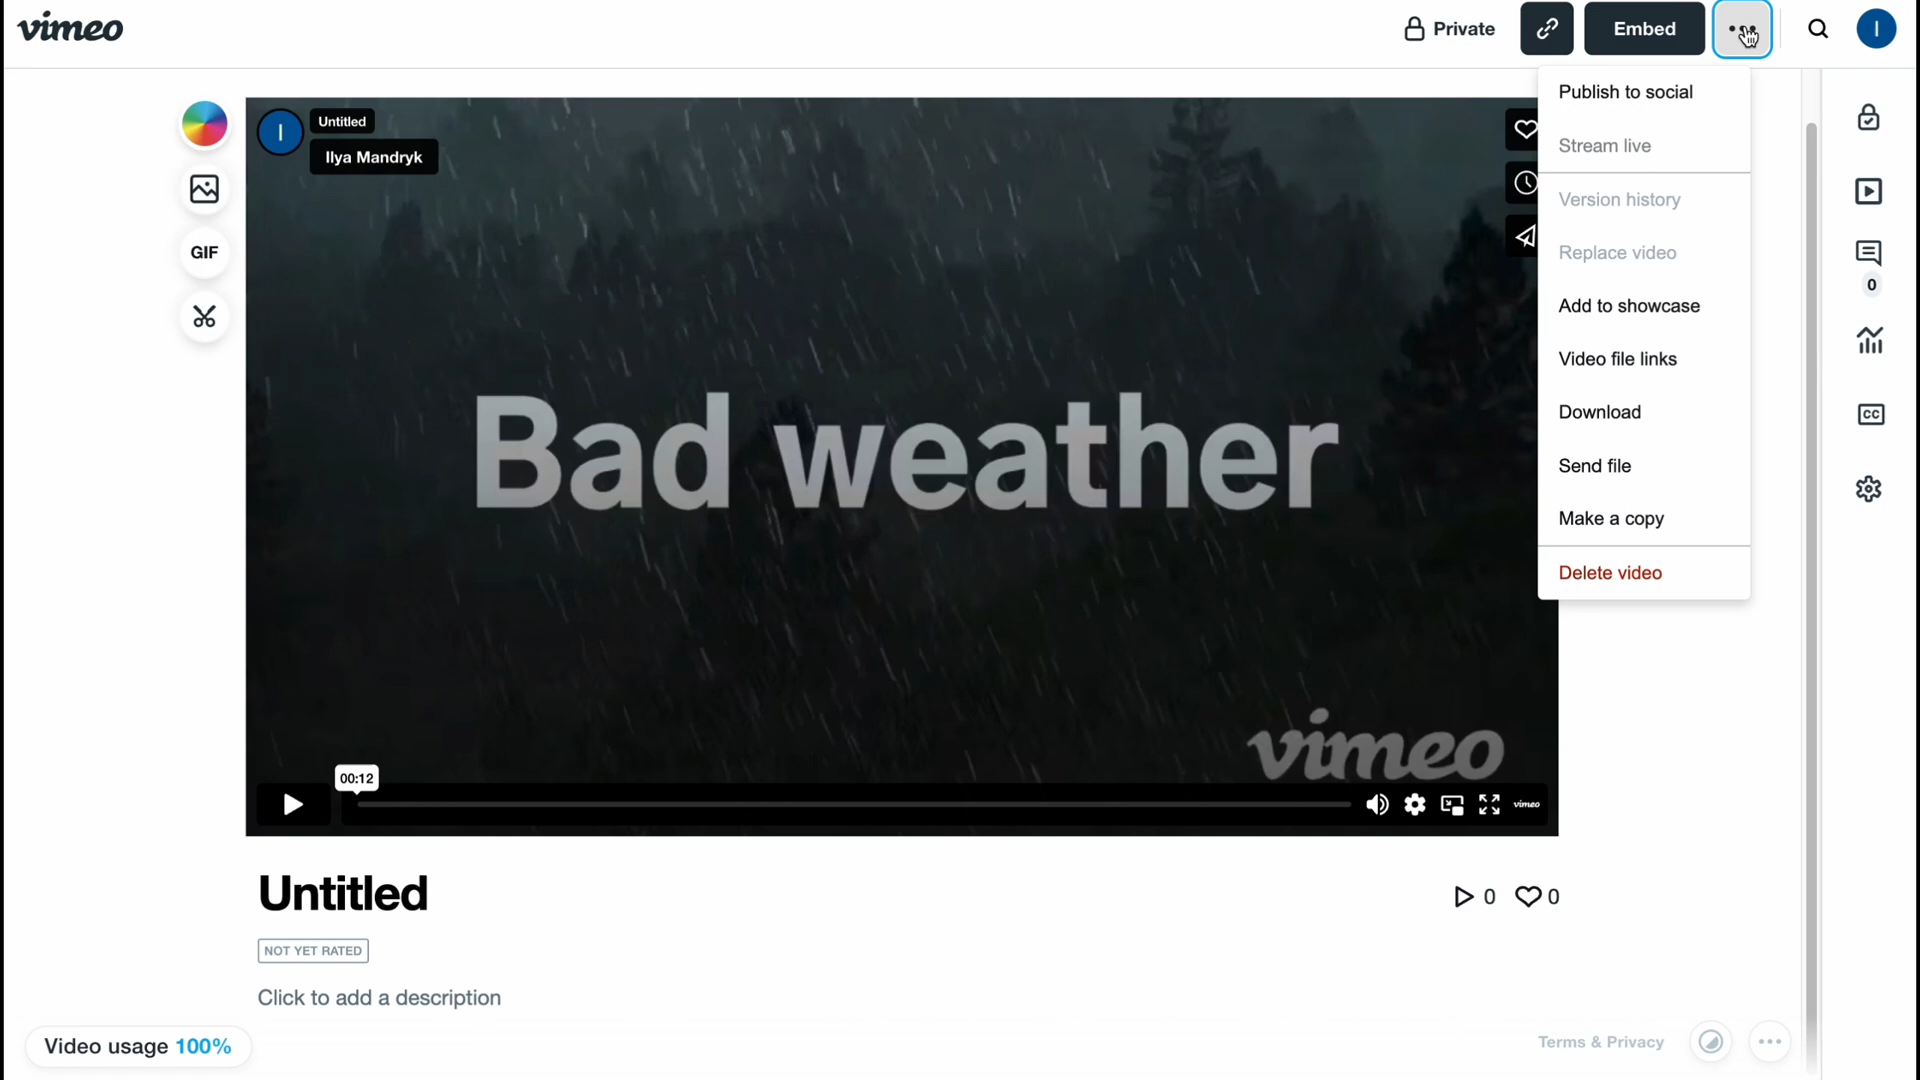 vimeo
Private
Embed
Publish to social
Stream live
Version history
Replace video
Add to showcase
Video file links
Download
Send file
Make a copy
Delete video
I
I
Untitled
Ilya Mandryk
GIF
Bad weather
vimeo
00:12
vimeo
0
CC
Untitled
0 0
NOT YET RATED
Click to add a description
Video usage 100%
Terms & Privacy